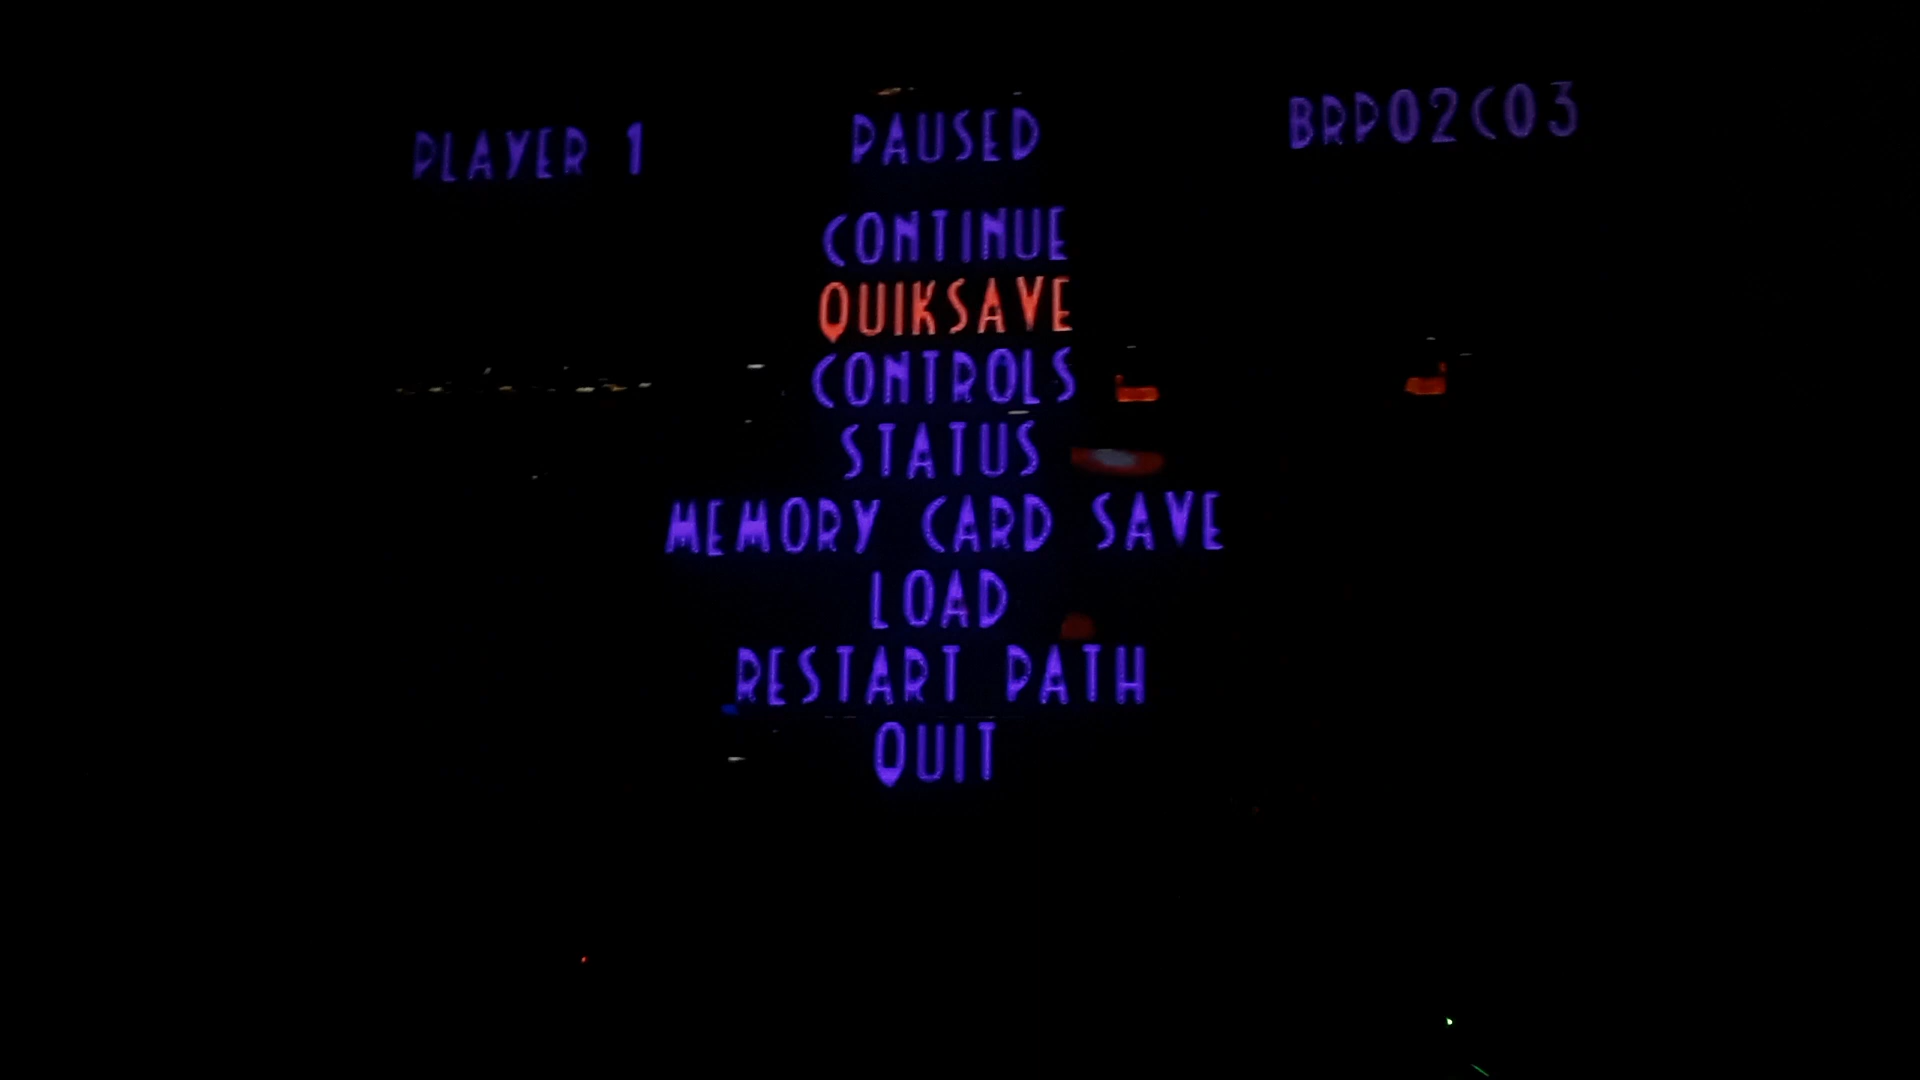 PLAYER 1
PAUSED
BRP02C03
CONTINUE
QUIKSAVE
CONTROLS
STATUS
MEMORY CARD SAVE
LOAD
RESTART PATH
QUIT